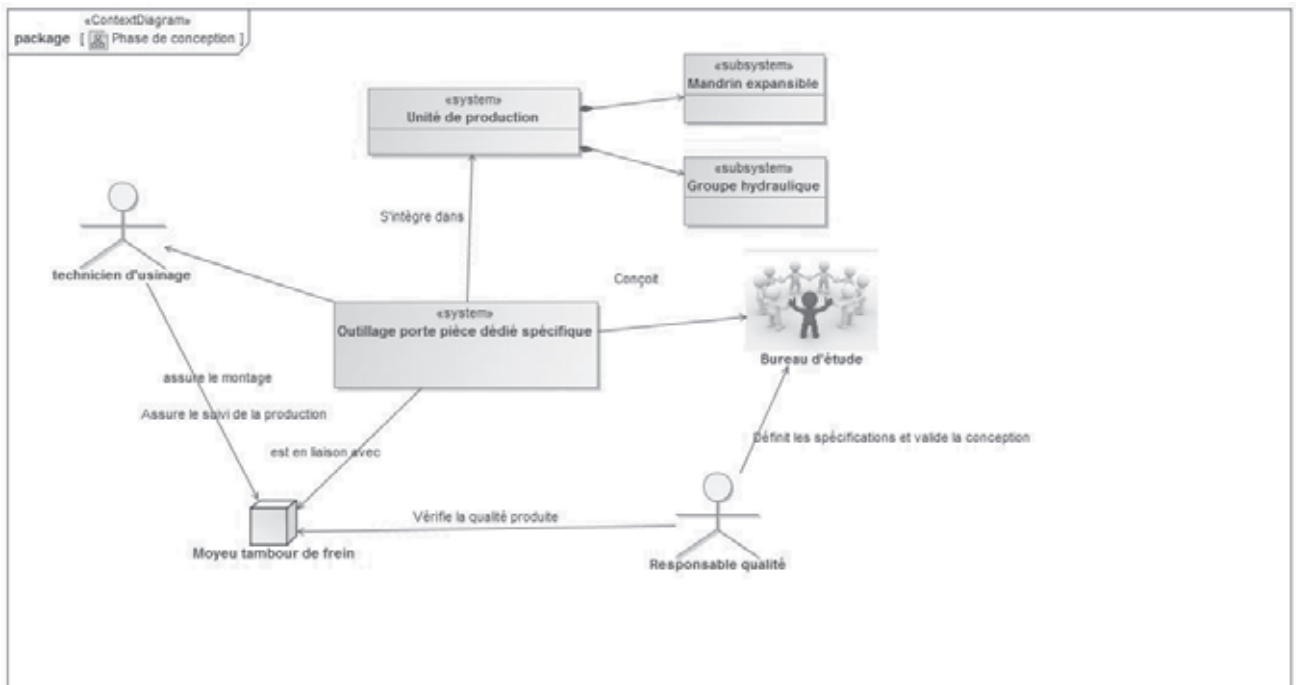 «ContextDiagram»
package [ Phase de conception ]
«subsystem»
Mandrin expansible
«system»
Unité de production
«subsystem»
Groupe hydraulique
S'intègre dans
technicien d'usinage
Conçoit
«system»
Outillage porte pièce dédié spécifique
Bureau d'étude
assure le montage
Assure le suivi de la production
est en liaison avec
Définit les spécifications et valide la conception
Vérifie la qualité produite
Moyeu tambour de frein
Responsable qualité